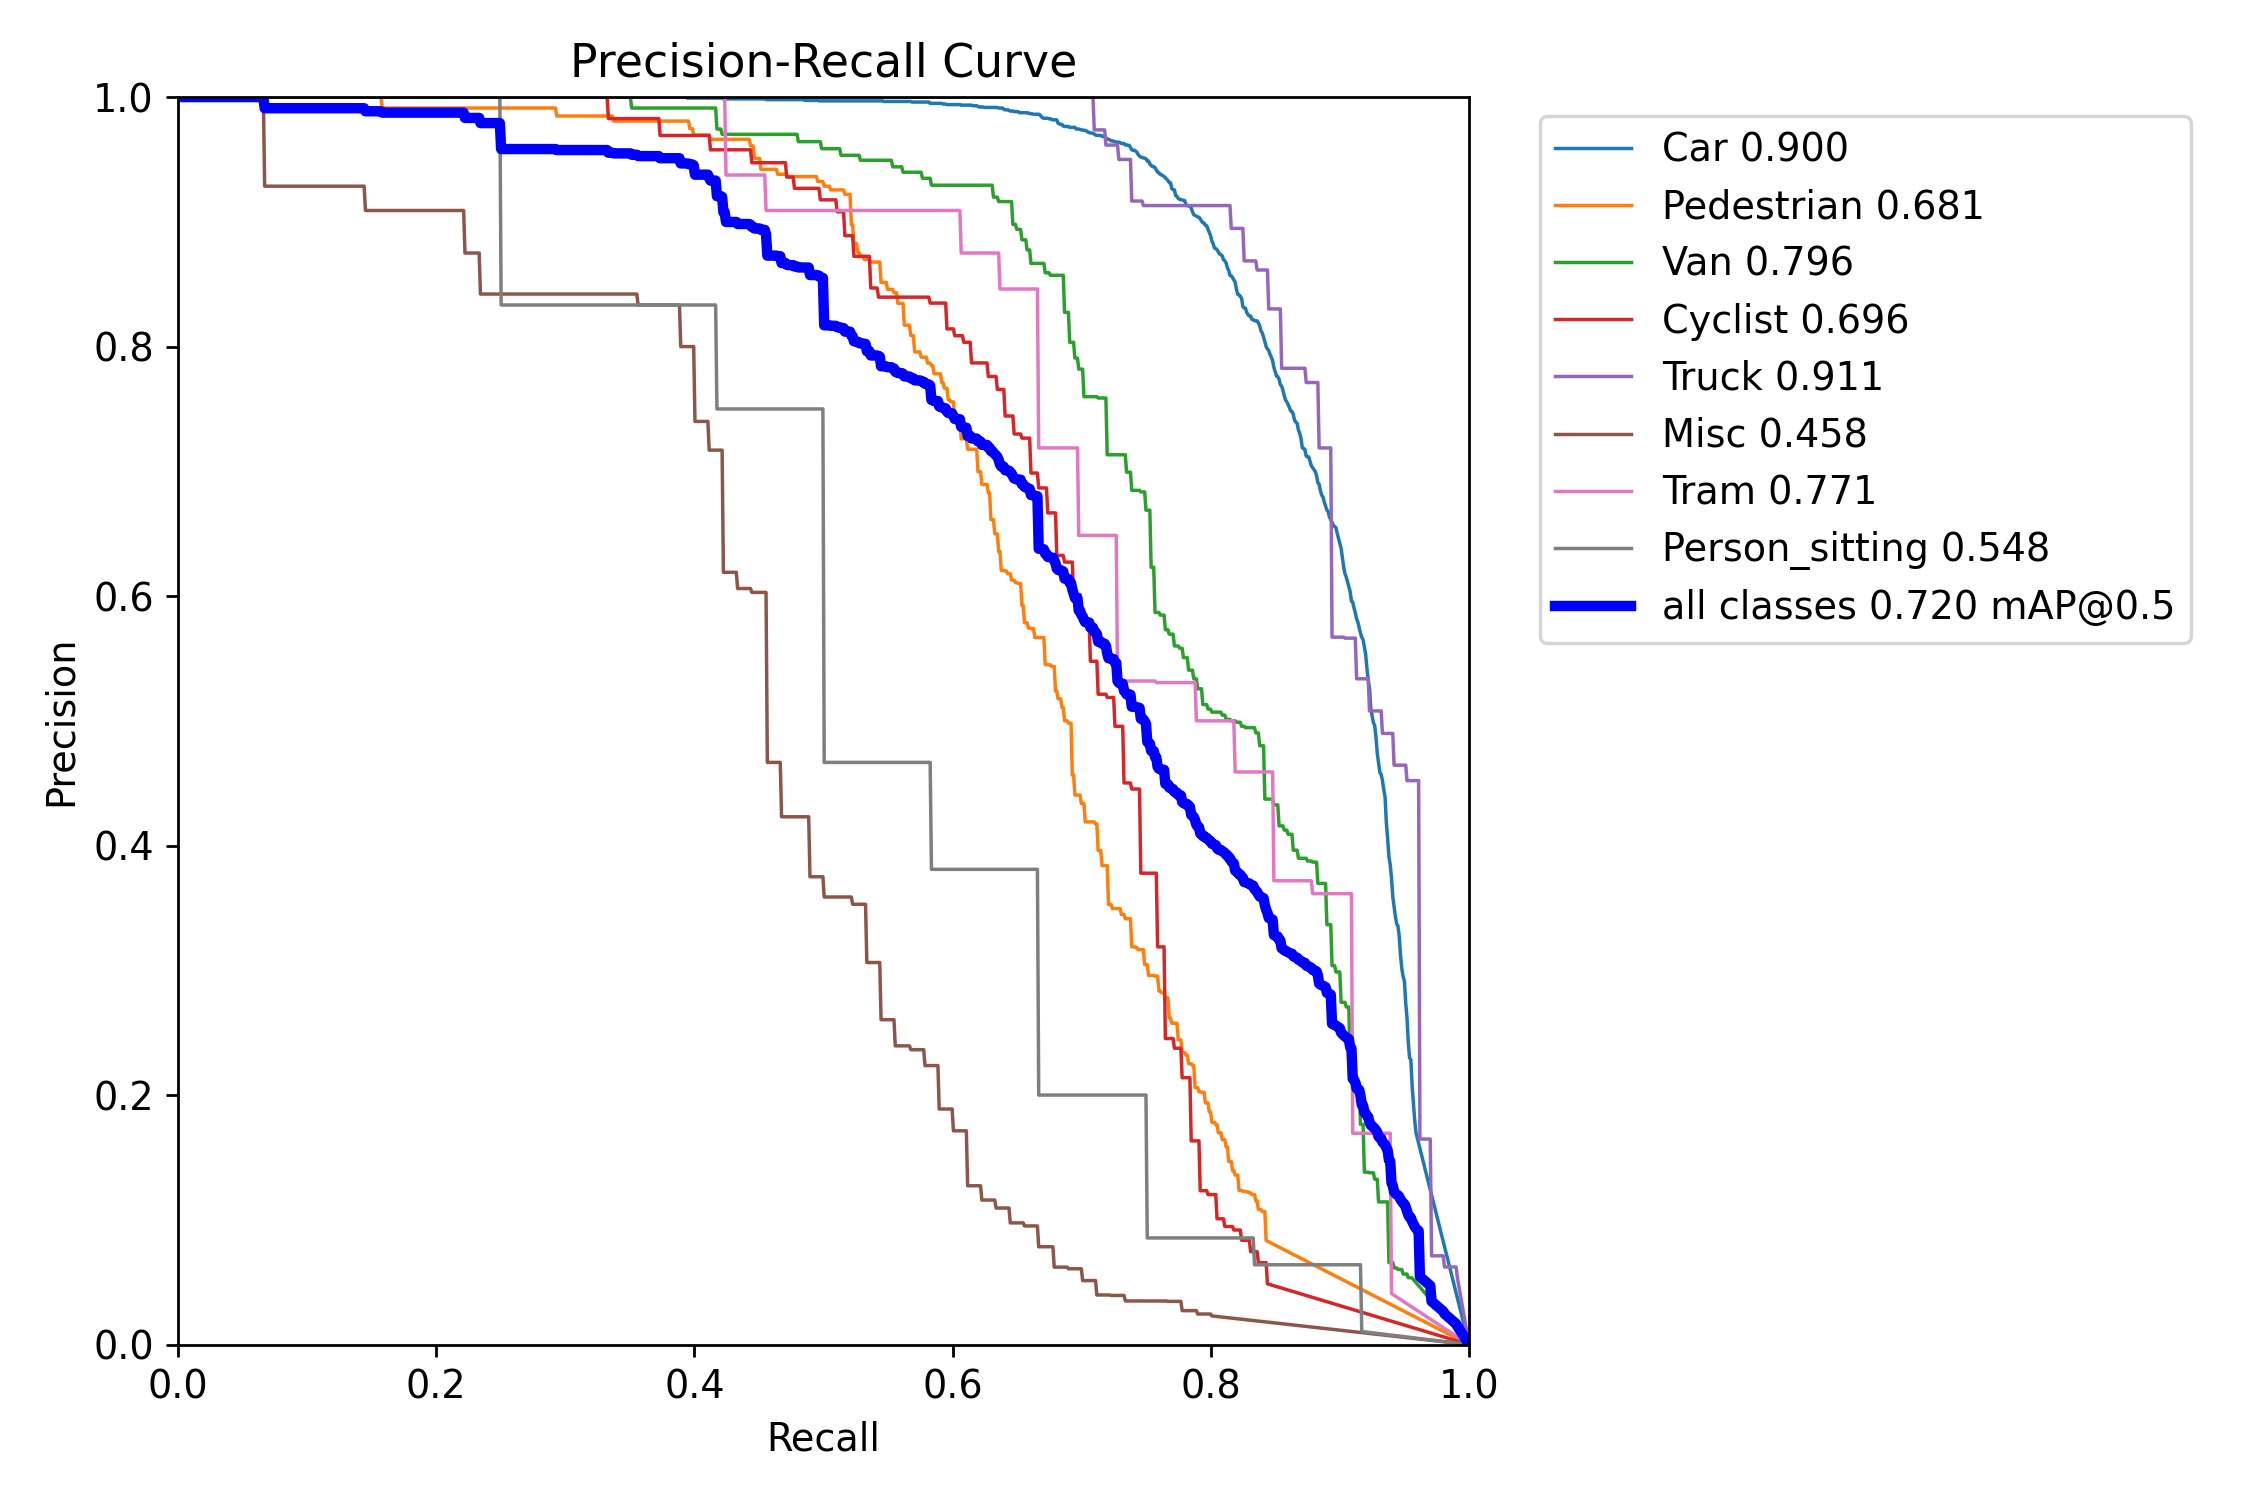 Precision-Recall Curve
1.0
0.8
0.6
0.4
0.2
0.0
Precision
0.0 0.2 0.4 0.6 0.8 1.0
Recall
Car 0.900
Pedestrian 0.681
Van 0.796
Cyclist 0.696
Truck 0.911
Misc 0.458
Tram 0.771
Person_sitting 0.548
all classes 0.720 mAP@0.5